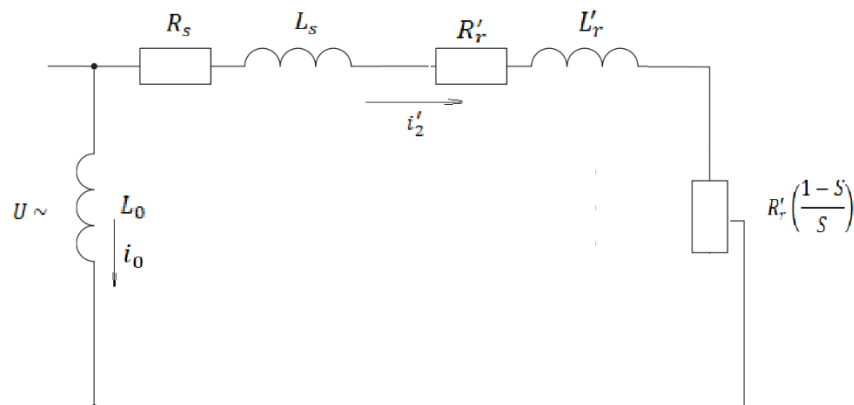 R_s
L_s
R'_r
L'_r
i'_2
U ~
L_0
i_0
R'_r((1 − S)/S)